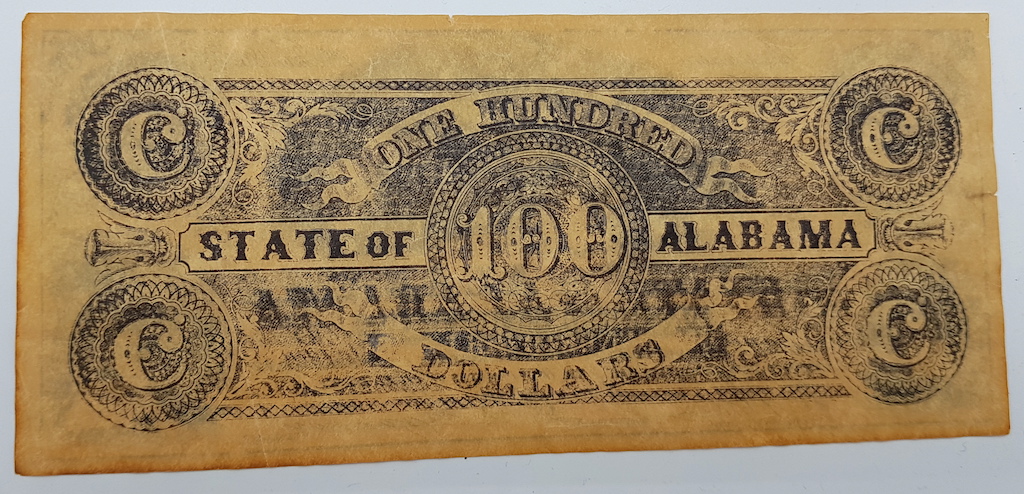 C C
ONE HUNDRED
STATE OF 100 ALABAMA
DOLLARS
C C